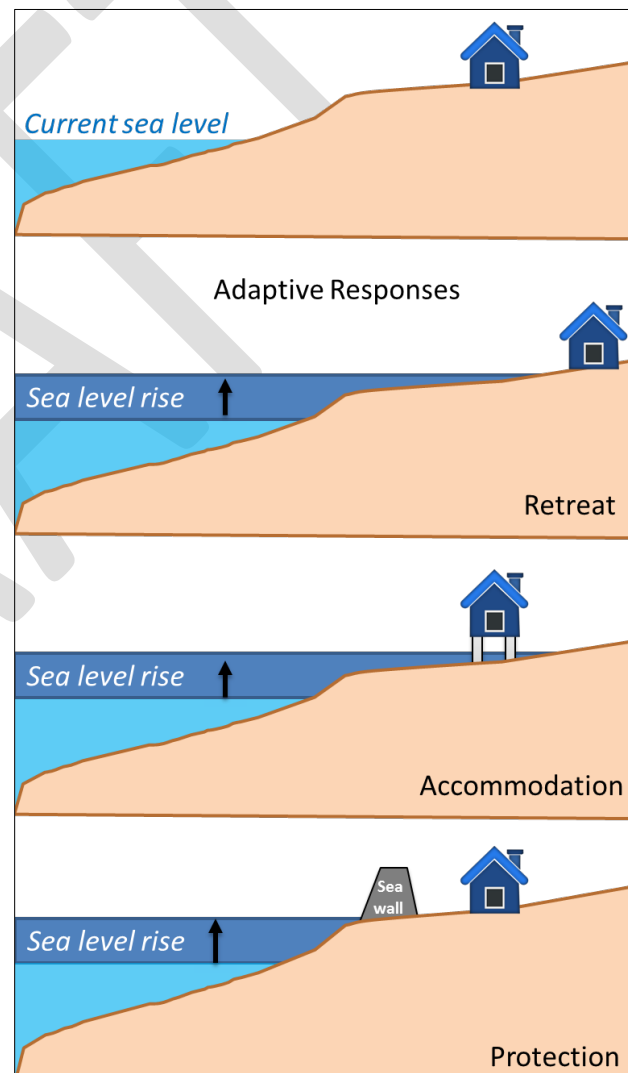 Current sea level
Adaptive Responses
Sea level rise
Retreat
Sea level rise
Accommodation
Sea
wall
Sea level rise
Protection